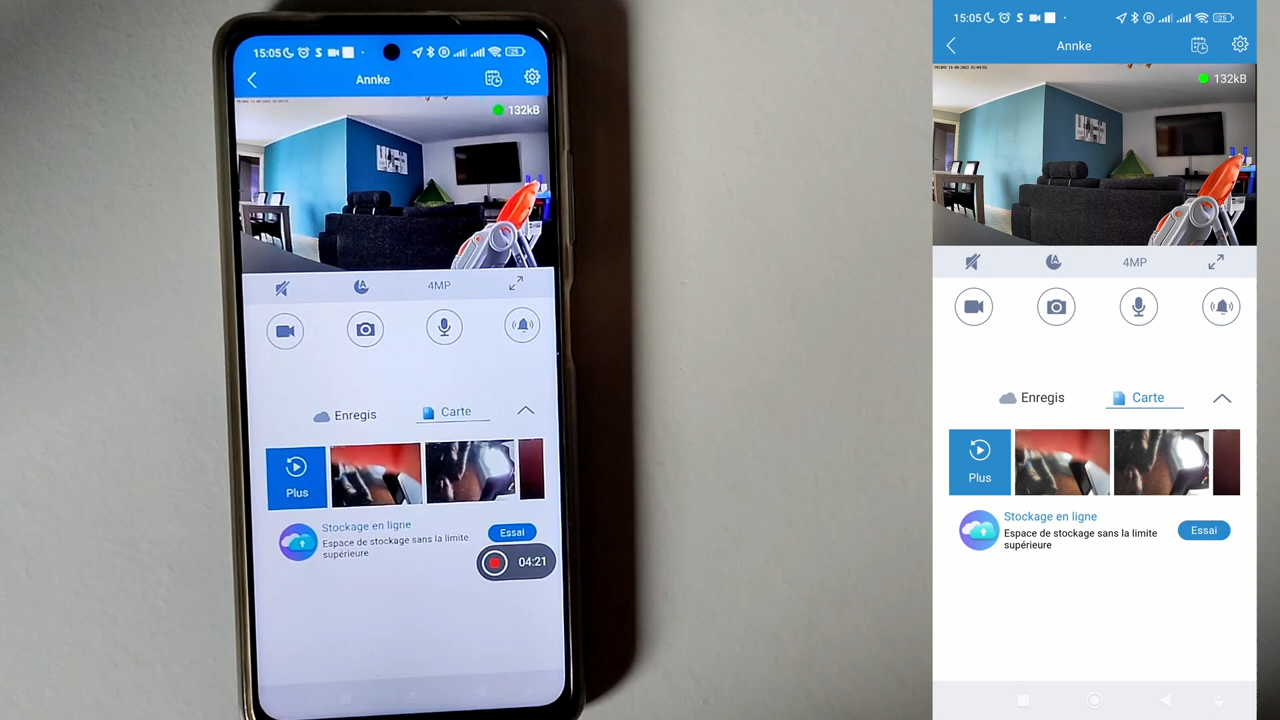 15:05
25
Annke
132kB
4MP
Enregis
Carte
Plus
Stockage en ligne
Espace de stockage sans la limite
supérieure
Essai
04:21
15:05
25
Annke
132kB
4MP
Enregis
Carte
Plus
Stockage en ligne
Espace de stockage sans la limite
supérieure
Essai